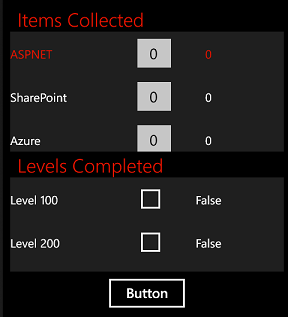 Items Collected
ASPNET 0 0
SharePoint 0 0
Azure 0 0
Levels Completed
Level 100 False
Level 200 False
Button